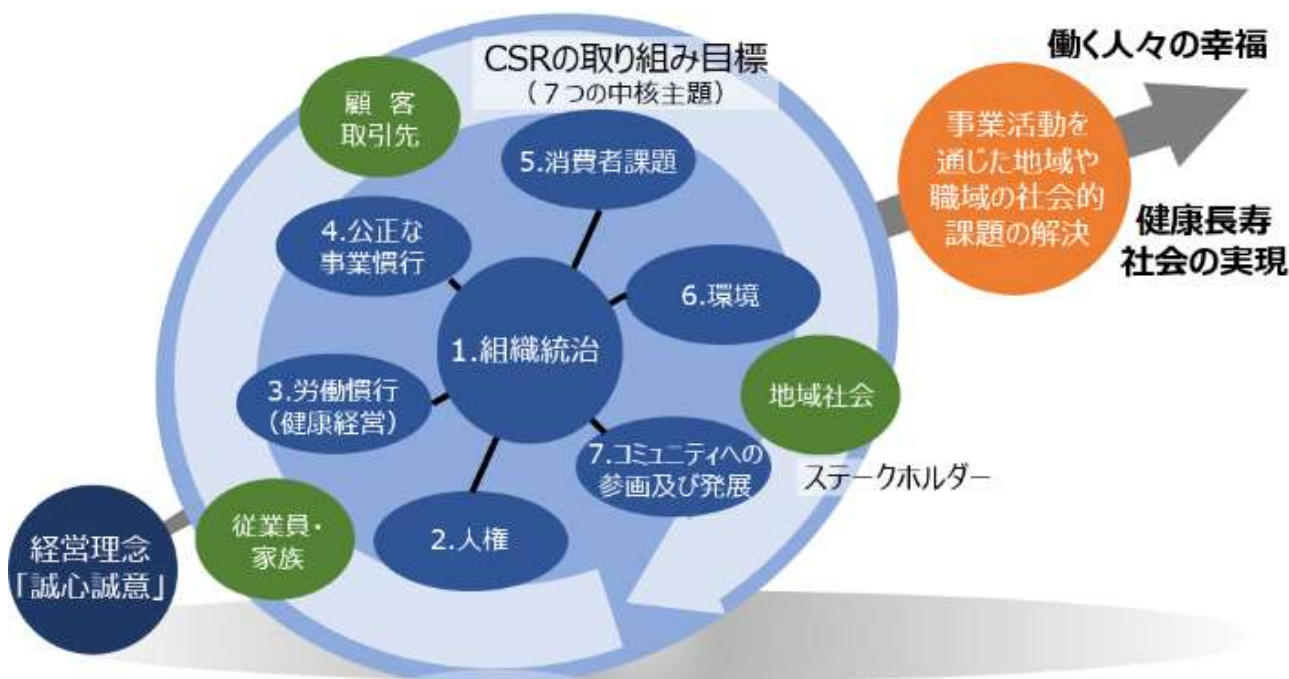 働く人々の幸福
CSRの取り組み目標
（７つの中核主題）
顧 客
取引先
事業活動を
通じた地域や
職域の社会的
課題の解決
5.消費者課題
4.公正な
事業慣行
健康長寿
社会の実現
6.環境
1.組織統治
3.労働慣行
（健康経営）
地域社会
7.コミュニティへの
参画及び発展
ステークホルダー
従業員・
家族
2.人権
経営理念
「誠心誠意」